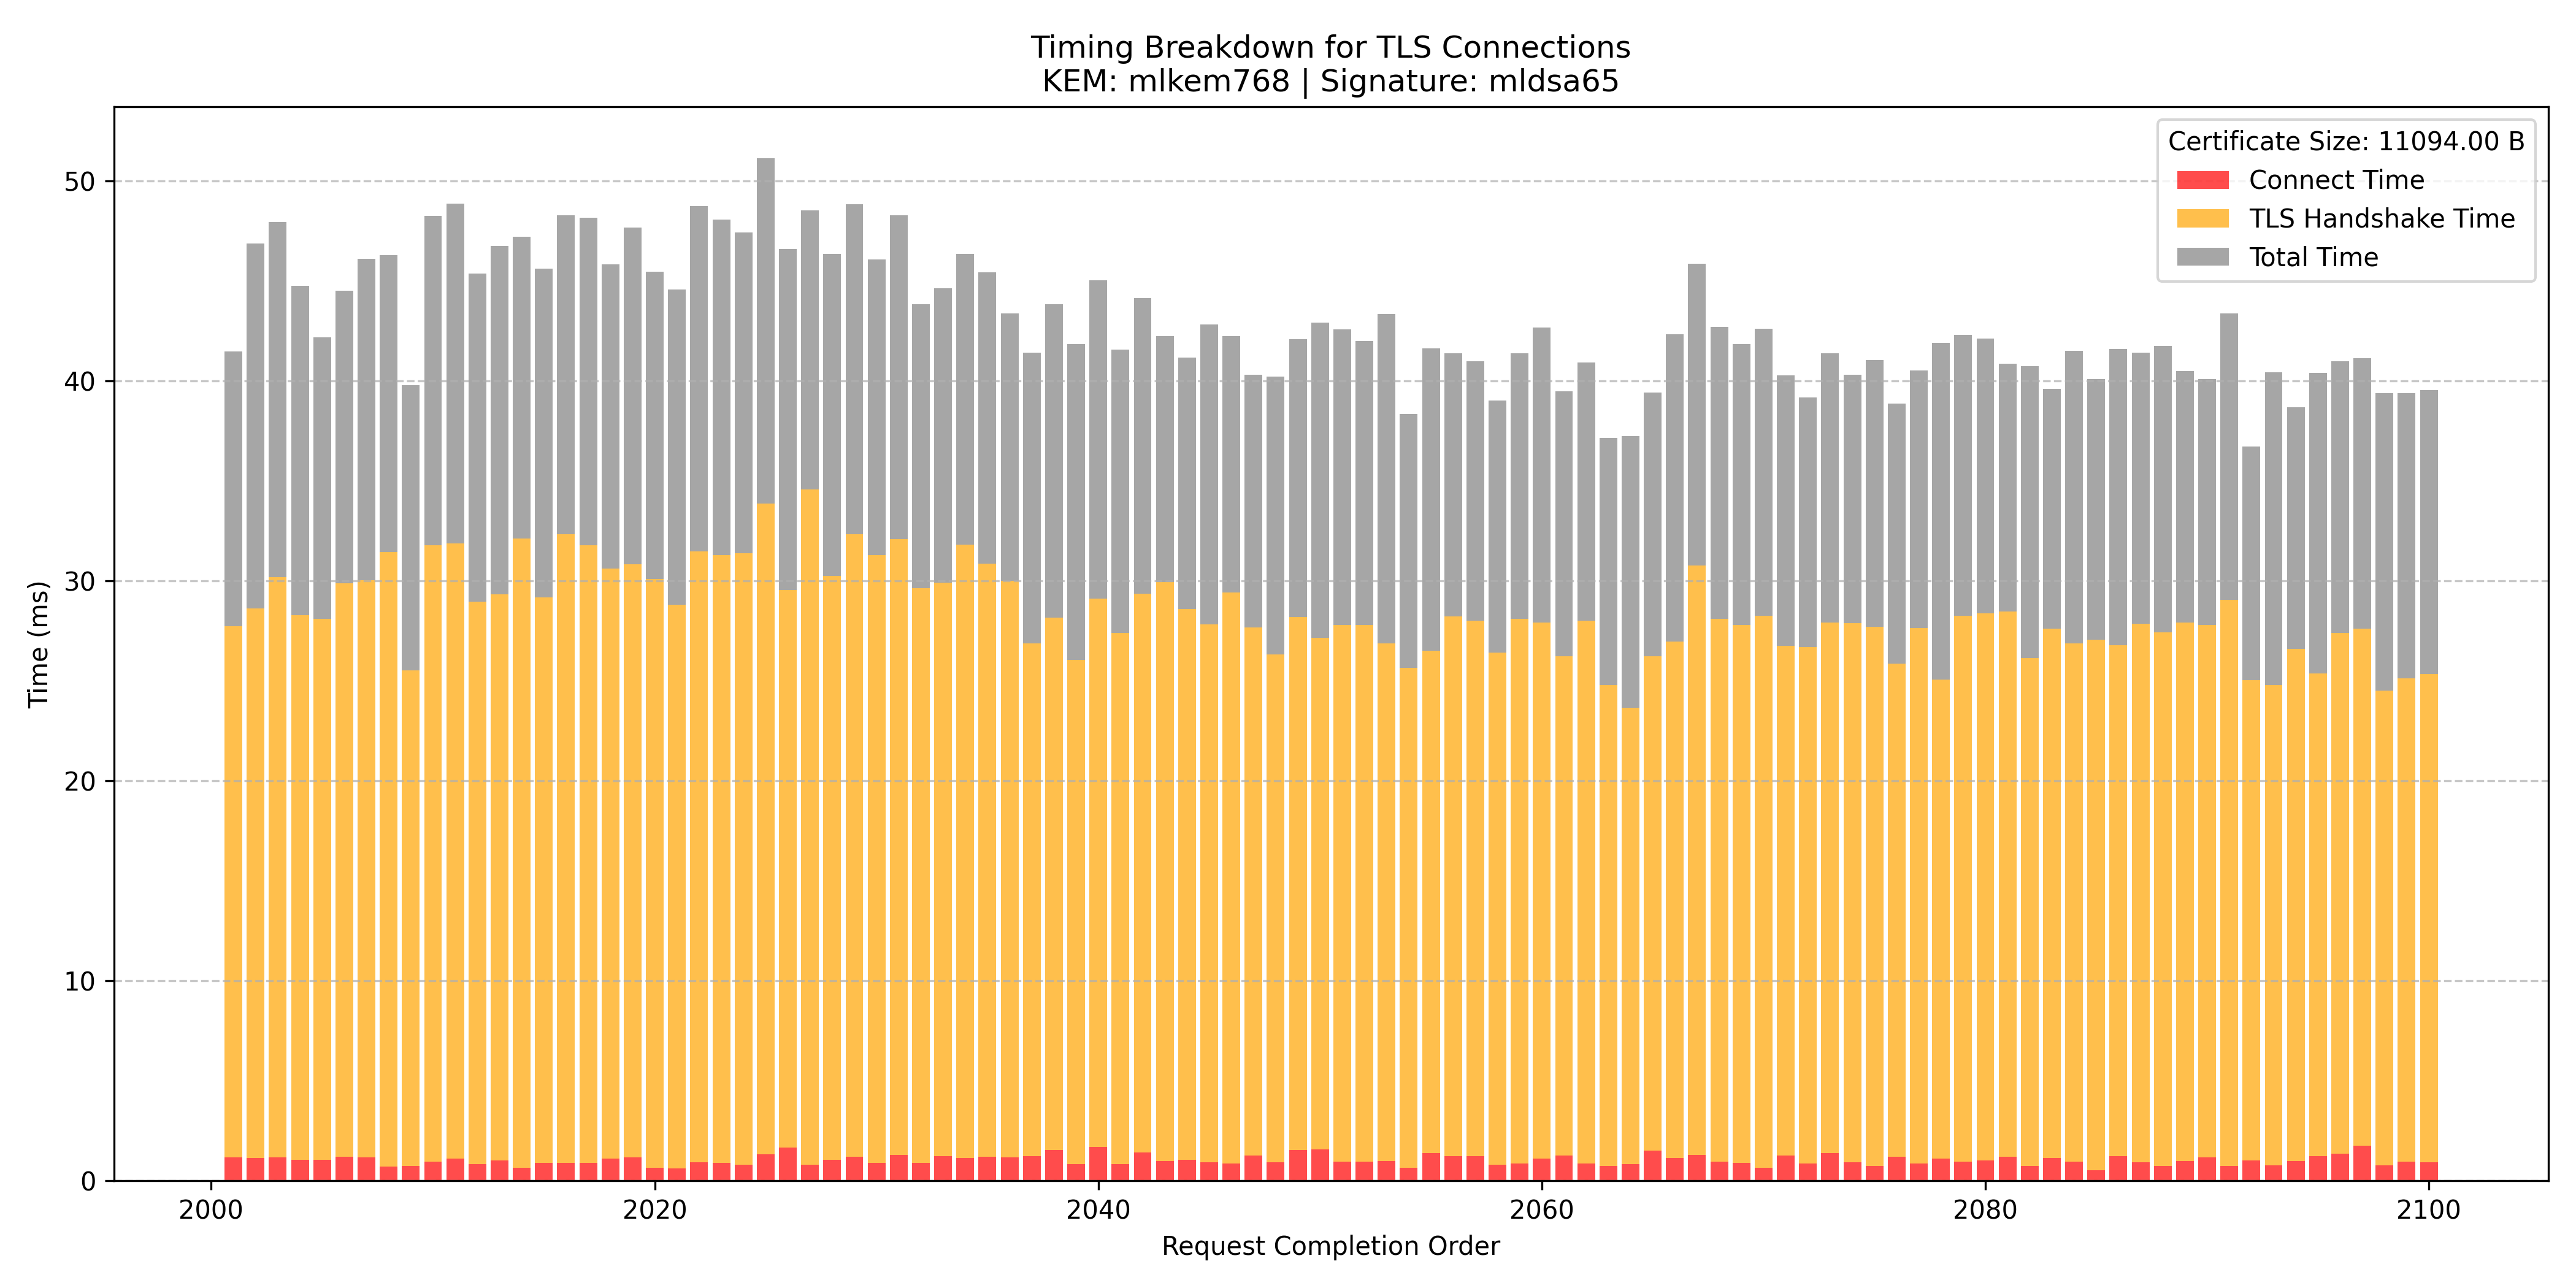 Timing Breakdown for TLS Connections
KEM: mlkem768 | Signature: mldsa65
Certificate Size: 11094.00 B
Connect Time
TLS Handshake Time
Total Time
Time (ms)
50
40
30
20
10
0
2000 2020 2040 2060 2080 2100
Request Completion Order